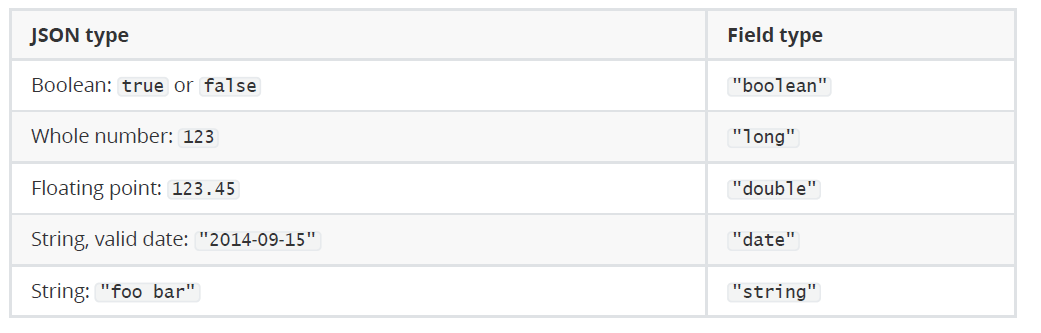 JSON type Field type
Boolean: true or false "boolean"
Whole number: 123 "long"
Floating point: 123.45 "double"
String, valid date: "2014-09-15" "date"
String: "foo bar" "string"